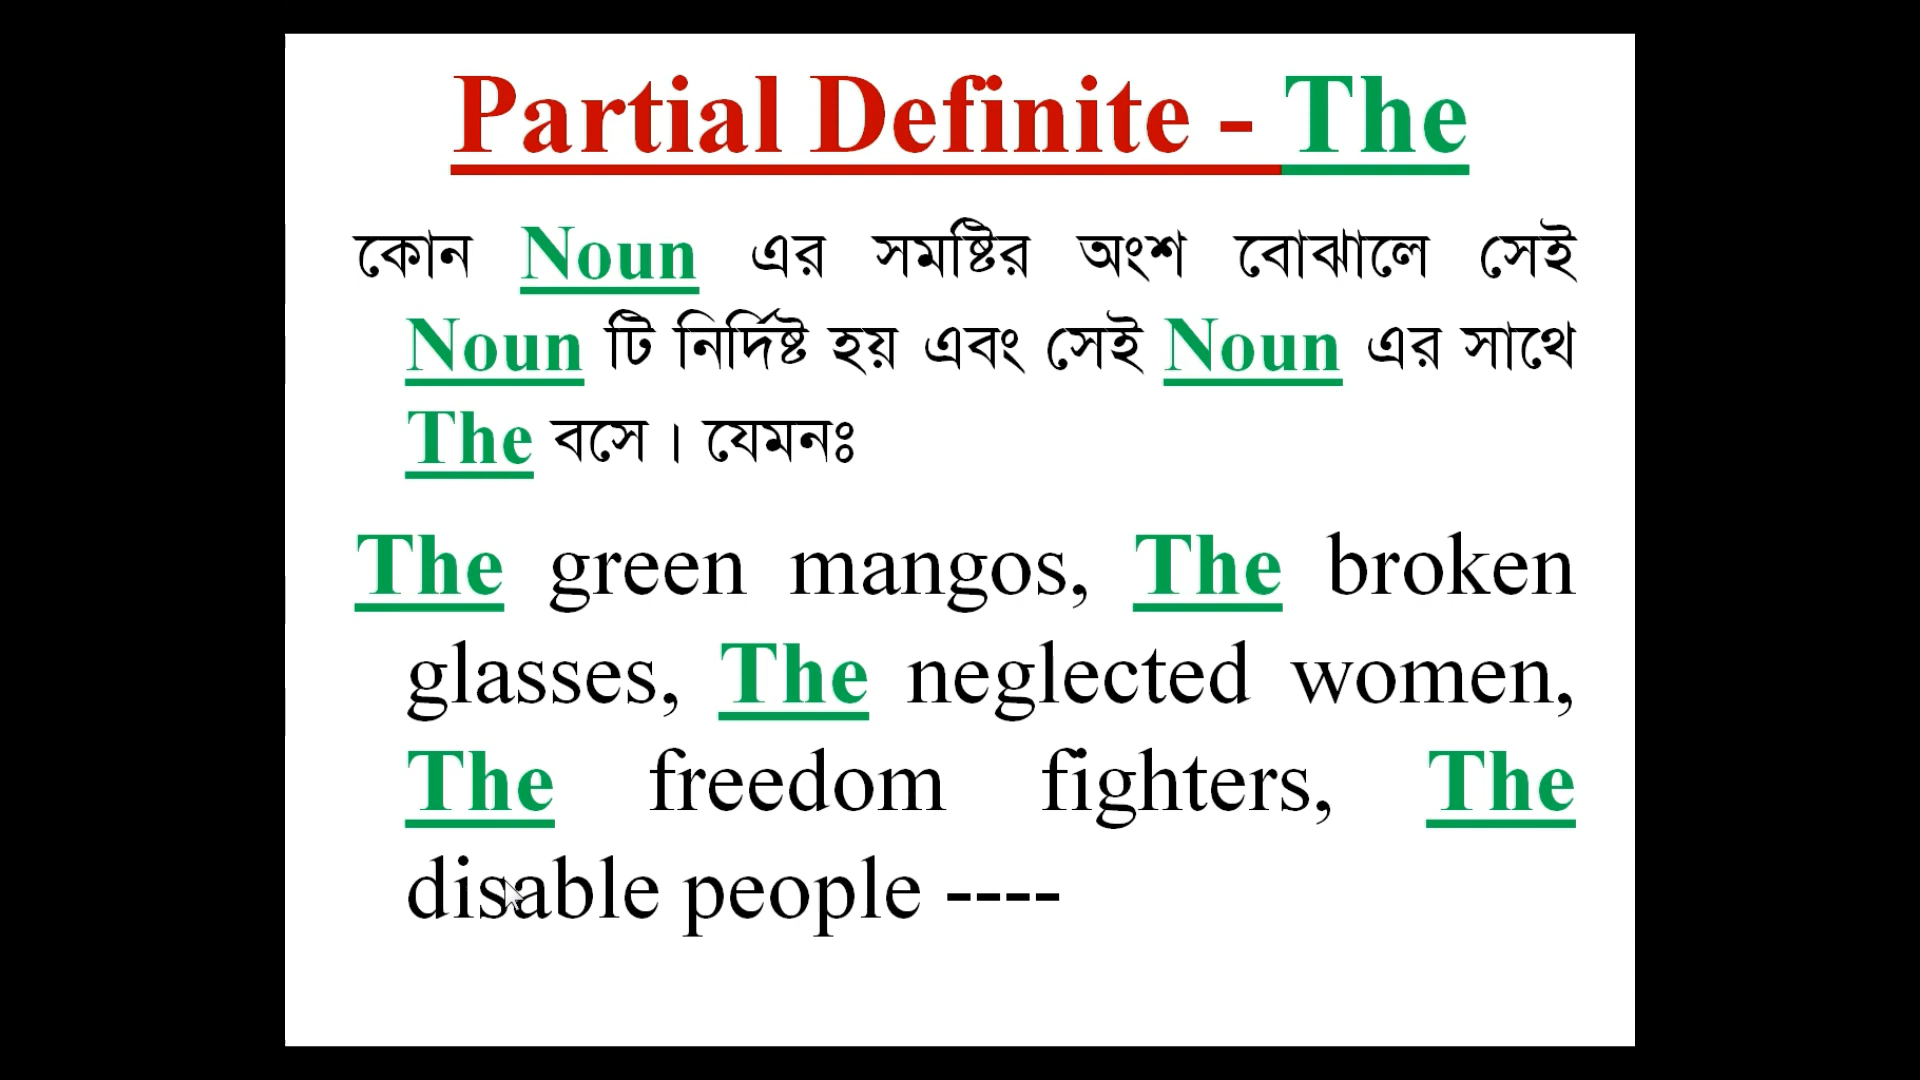 Partial Definite - The
কোন Noun এর সমষ্টির অংশ বোঝালে সেই
Noun টি নির্দিষ্ট হয় এবং সেই Noun এর সাথে
The বসে। যেমনঃ
The green mangos, The broken
glasses, The neglected women,
The freedom fighters, The
disable people ----